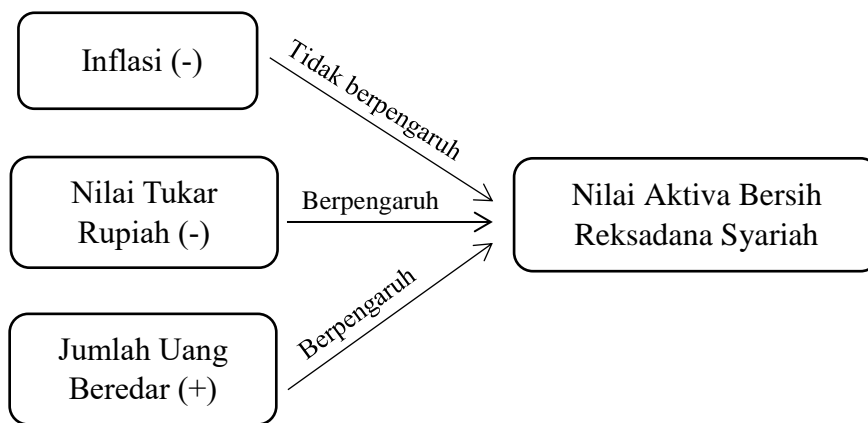 Inflasi (-)
Tidak berpengaruh
Nilai Tukar
Rupiah (-)
Berpengaruh
Nilai Aktiva Bersih
Reksadana Syariah
Jumlah Uang
Beredar (+)
Berpengaruh